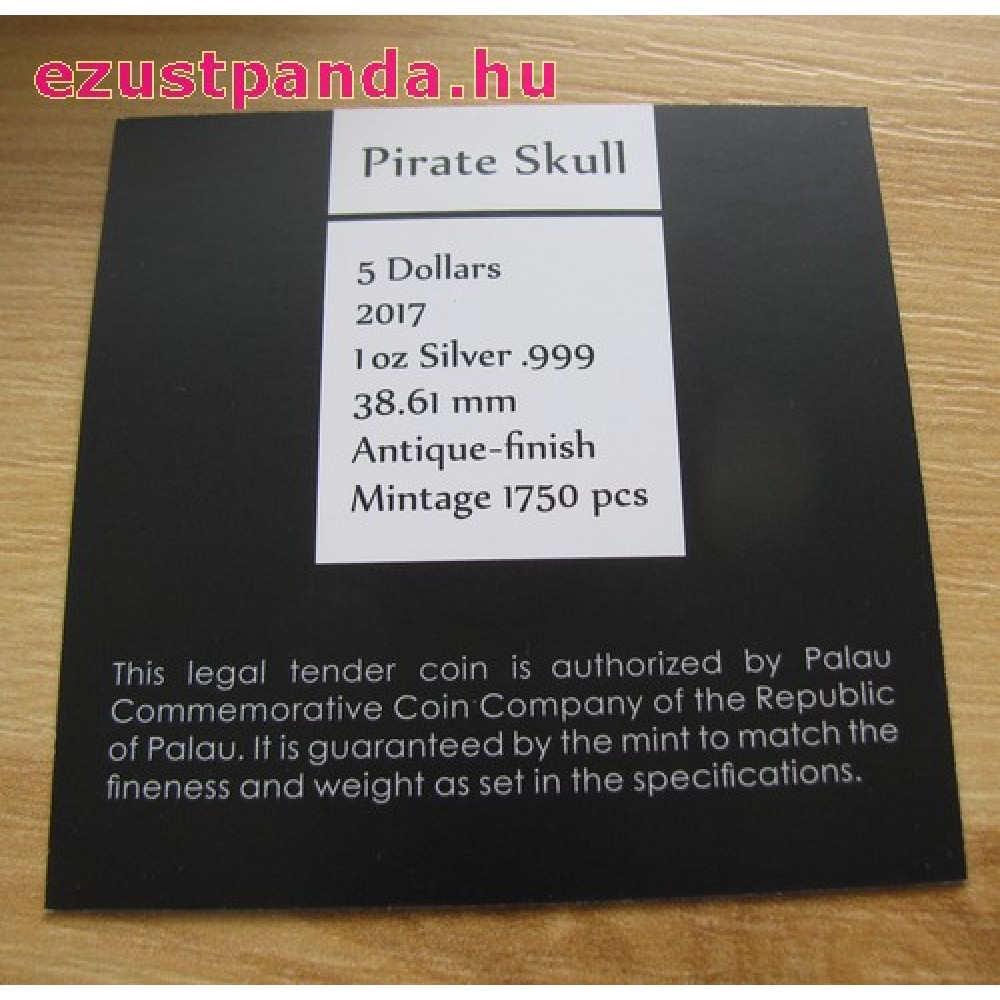 ezustpanda.hu
Pirate Skull
5 Dollars
2017
1 oz Silver .999
38.61 mm
Antique-finish
Mintage 1750 pcs
This legal tender coin is authorized by Palau
Commemorative Coin Company of the Republic
of Palau. It is guaranteed by the mint to match the
fineness and weight as set in the specifications.